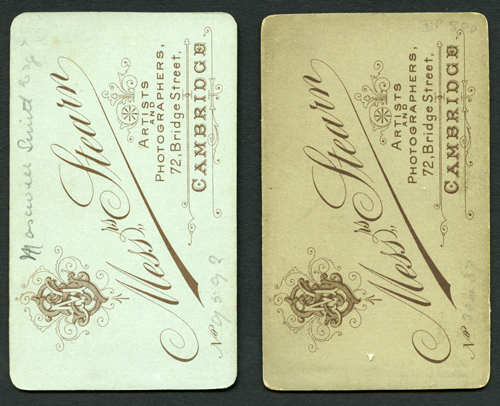 Mess.rs Stearn
ARTISTS
AND
PHOTOGRAPHERS,
72, Bridge Street,
CAMBRIDGE
No 9592
Mess.rs Stearn
ARTISTS
AND
PHOTOGRAPHERS,
72, Bridge Street,
CAMBRIDGE
No